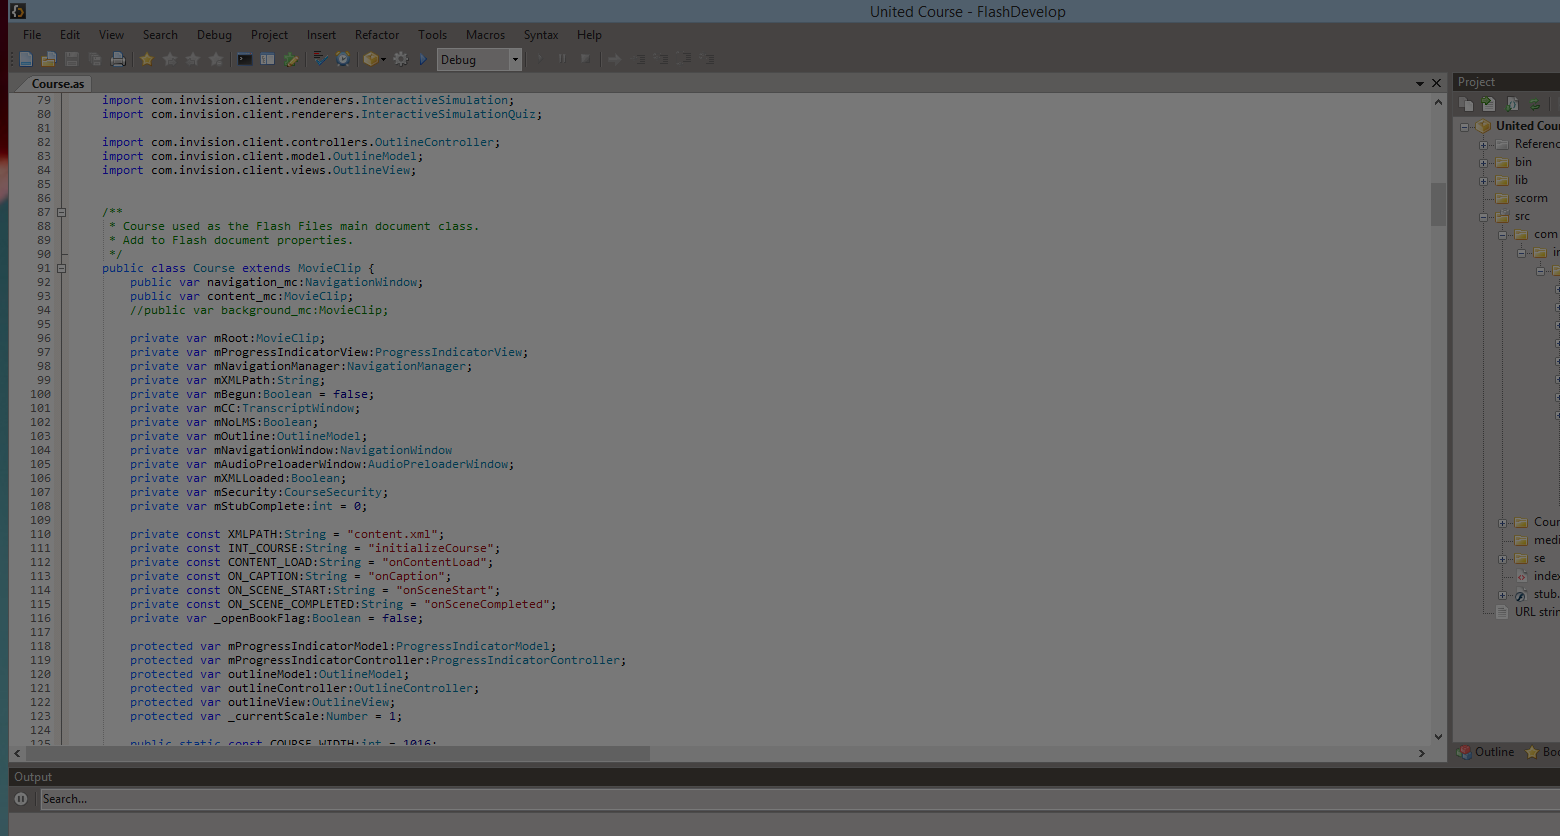 United Course - FlashDevelop
File Edit View Search Debug Project Insert Refactor Tools Macros Syntax Help
Debug
Course.as
79 import com.invision.client.renderers.InteractiveSimulation;
80 import com.invision.client.renderers.InteractiveSimulationQuiz;
81
82 import com.invision.client.controllers.OutlineController;
83 import com.invision.client.model.OutlineModel;
84 import com.invision.client.views.OutlineView;
85
86
87 /**
88 * Course used as the Flash Files main document class.
89 * Add to Flash document properties.
90 */
91 public class Course extends MovieClip {
92 public var navigation_mc:NavigationWindow;
93 public var content_mc:MovieClip;
94 //public var background_mc:MovieClip;
95
96 private var mRoot:MovieClip;
97 private var mProgressIndicatorView:ProgressIndicatorView;
98 private var mNavigationManager:NavigationManager;
99 private var mXMLPath:String;
100 private var mBegun:Boolean = false;
101 private var mCC:TranscriptWindow;
102 private var mNoLMS:Boolean;
103 private var mOutline:OutlineModel;
104 private var mNavigationWindow:NavigationWindow
105 private var mAudioPreloaderWindow:AudioPreloaderWindow;
106 private var mXMLLoaded:Boolean;
107 private var mSecurity:CourseSecurity;
108 private var mStubComplete:int = 0;
109
110 private const XMLPATH:String = "content.xml";
111 private const INT_COURSE:String = "initializeCourse";
112 private const CONTENT_LOAD:String = "onContentLoad";
113 private const ON_CAPTION:String = "onCaption";
114 private const ON_SCENE_START:String = "onSceneStart";
115 private const ON_SCENE_COMPLETED:String = "onSceneCompleted";
116 private var _openBookFlag:Boolean = false;
117
118 protected var mProgressIndicatorModel:ProgressIndicatorModel;
119 protected var mProgressIndicatorController:ProgressIndicatorController;
120 protected var outlineModel:OutlineModel;
121 protected var outlineController:OutlineController;
122 protected var outlineView:OutlineView;
123 protected var _currentScale:Number = 1;
124
125 public static const COURSE_WIDTH:int = 1016;
Project
United Cour
Referenc
bin
lib
scorm
src
com
in
Cour
medi
se
index
stub.
URL strin
Outline Boo
Output
Search...